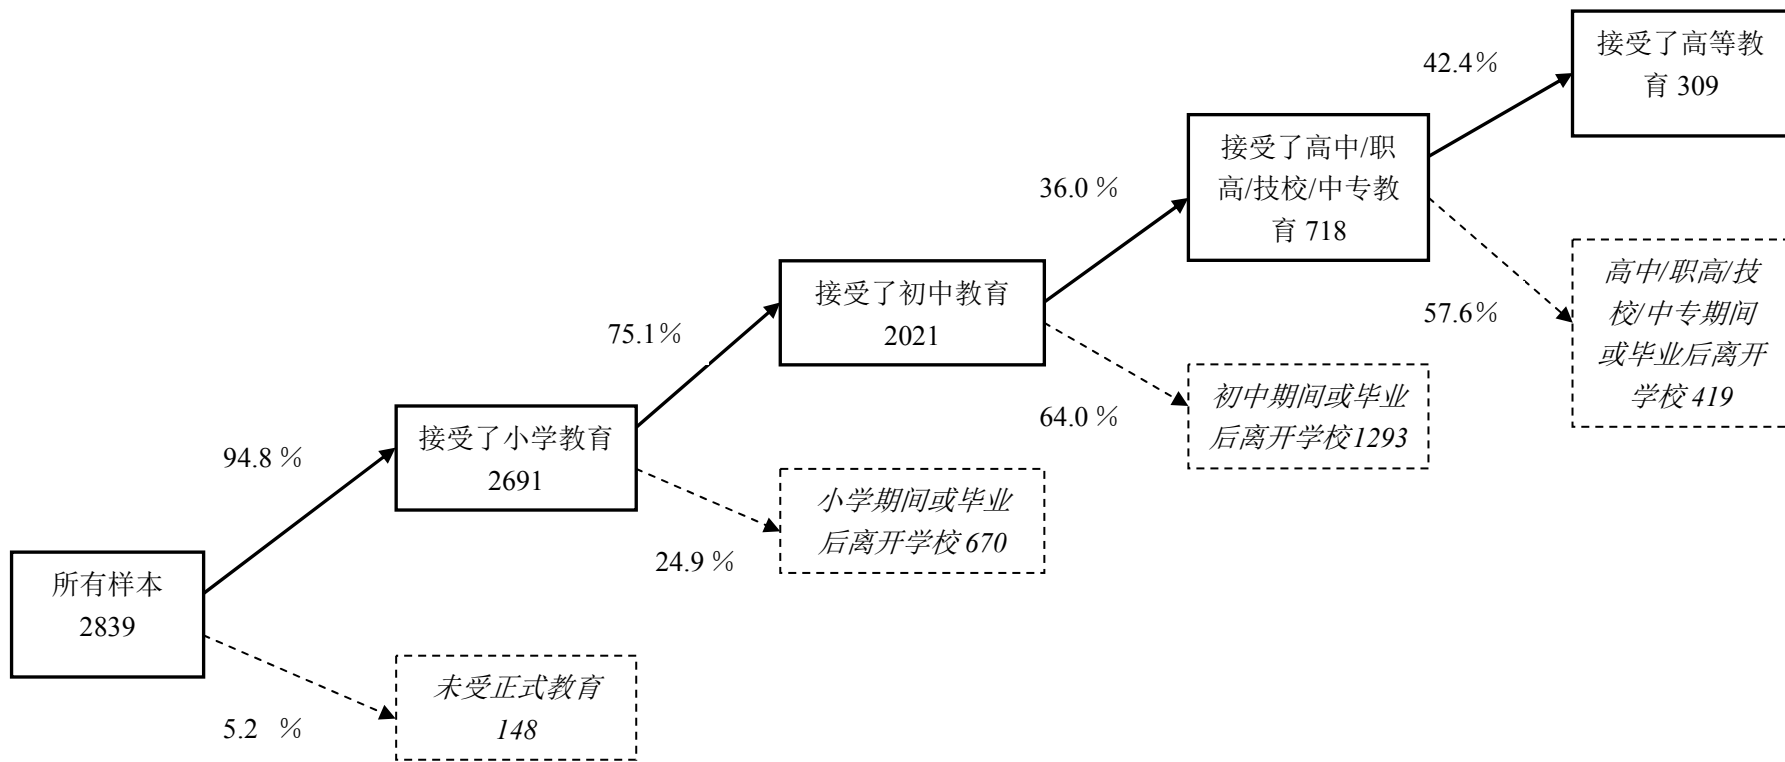 42.4%
接受了高等教
育 309
36.0 %
接受了高中/职
高/技校/中专教
育 718
高中/职高/技
校/中专期间
或毕业后离开
学校 419
57.6%
75.1%
接受了初中教育
2021
初中期间或毕业
后离开学校1293
64.0 %
94.8 %
接受了小学教育
2691
小学期间或毕业
后离开学校 670
24.9 %
所有样本
2839
未受正式教育
148
5.2 %